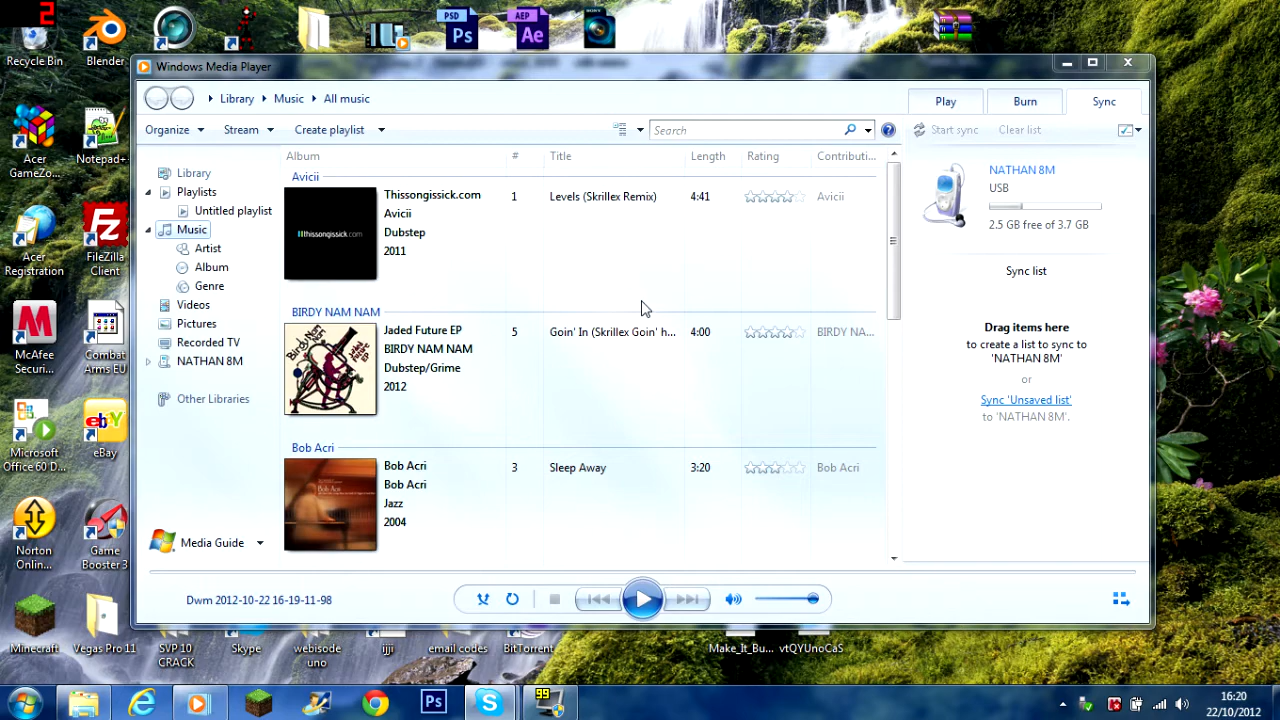 2
PSD
AEP
Ps
Ae
SONY
Recycle Bin
Blender
Acer
GameZo...
Notepad+
Acer
Registration
FileZilla
Client
McAfee
Securi...
Combat
Arms EU
Microsoft
Office 60 D...
eBay
Norton
Onlin...
Game
Booster 3
Minecraft
Vegas Pro 11
SVP 10
CRACK
Skype
webisode
uno
ijji
email codes
BitTorrent
Make_It_Bu...
vtQYUnoCaS
Windows Media Player
Library
Music
All music
Play
Burn
Sync
Organize
Stream
Create playlist
Search
Start sync
Clear list
Library
Playlists
Untitled playlist
Music
Artist
Album
Genre
Videos
Pictures
Recorded TV
NATHAN 8M
Other Libraries
Media Guide
Album
#
Title
Length
Rating
Contributi...
Avicii
thissongissick.com
Thissongissick.com
Avicii
Dubstep
2011
1
Levels (Skrillex Remix)
4:41
Avicii
BIRDY NAM NAM
Jaded Future EP
BIRDY NAM NAM
Dubstep/Grime
2012
5
Goin' In (Skrillex Goin' h...
4:00
BIRDY NA...
Bob Acri
Bob Acri
Bob Acri
Jazz
2004
3
Sleep Away
3:20
Bob Acri
NATHAN 8M
USB
2.5 GB free of 3.7 GB
Sync list
Drag items here
to create a list to sync to
'NATHAN 8M'
or
Sync 'Unsaved list'
to 'NATHAN 8M'.
Dwm 2012-10-22 16-19-11-98
Ps
99
16:20
22/10/2012